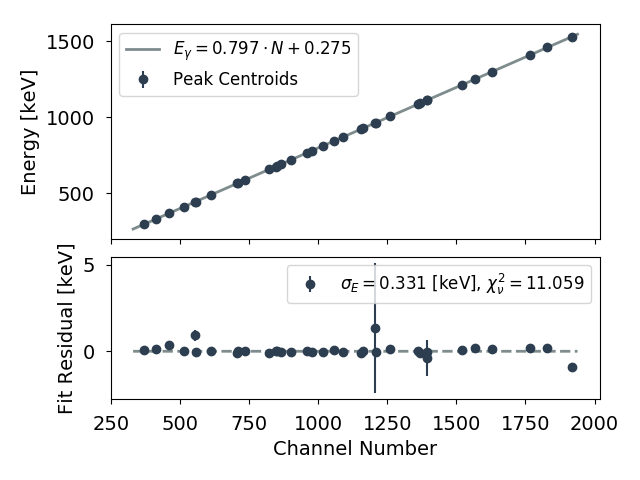 1500
1000
500
Energy [keV]
E_γ = 0.797 · N + 0.275
Peak Centroids
5
0
Fit Residual [keV]
σ_E = 0.331 [keV], χ²_ν = 11.059
250 500 750 1000 1250 1500 1750 2000
Channel Number